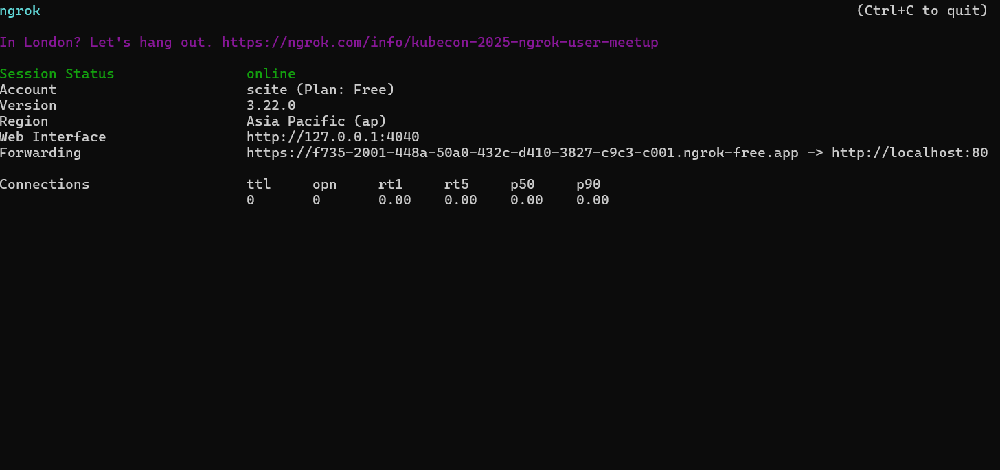 ngrok (Ctrl+C to quit)
In London? Let's hang out. https://ngrok.com/info/kubecon-2025-ngrok-user-meetup
Session Status online
Account scite (Plan: Free)
Version 3.22.0
Region Asia Pacific (ap)
Web Interface http://127.0.0.1:4040
Forwarding https://f735-2001-448a-50a0-432c-d410-3827-c9c3-c001.ngrok-free.app -> http://localhost:80
Connections ttl opn rt1 rt5 p50 p90
0 0 0.00 0.00 0.00 0.00